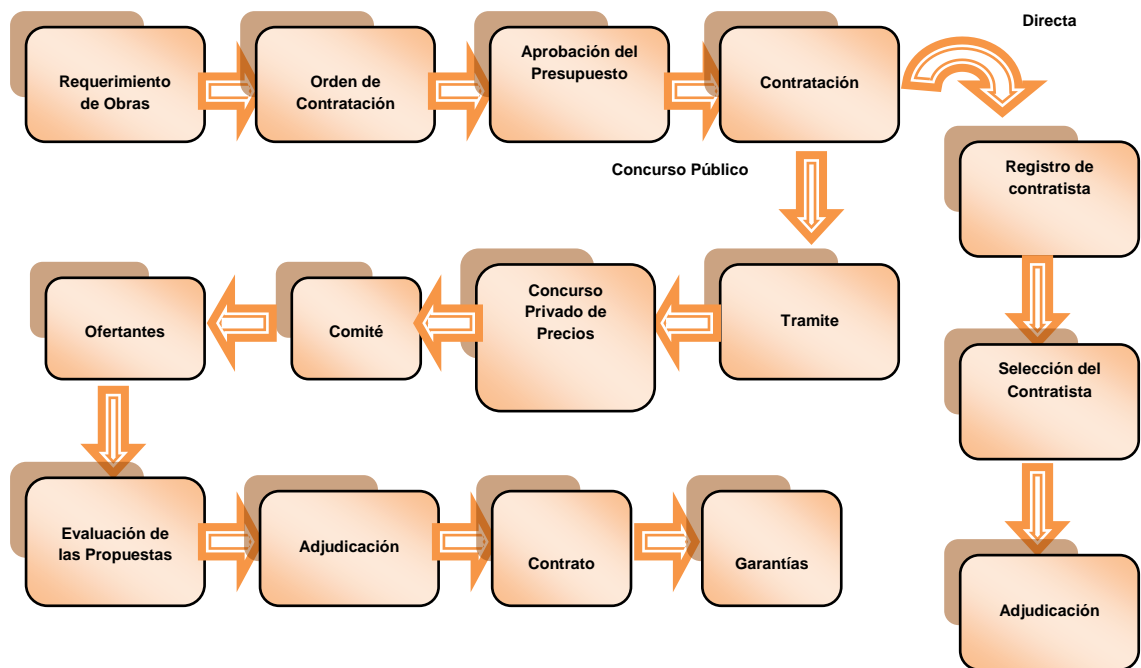 Directa
Requerimiento
de Obras
Orden de
Contratación
Aprobación del
Presupuesto
Contratación
Concurso Público
Registro de
contratista
Ofertantes
Comité
Concurso
Privado de
Precios
Tramite
Selección del
Contratista
Evaluación de
las Propuestas
Adjudicación
Contrato
Garantías
Adjudicación